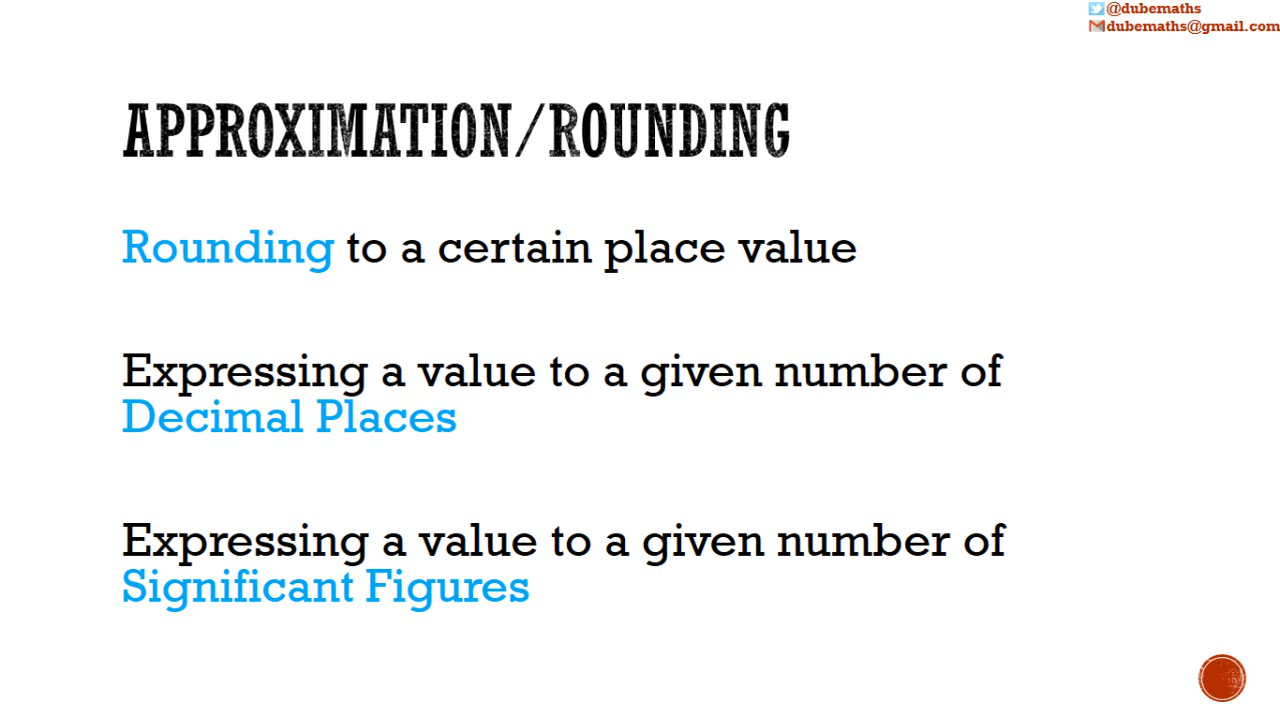 @dubemaths
dubemaths@gmail.com
APPROXIMATION/ROUNDING
Rounding to a certain place value
Expressing a value to a given number of
Decimal Places
Expressing a value to a given number of
Significant Figures